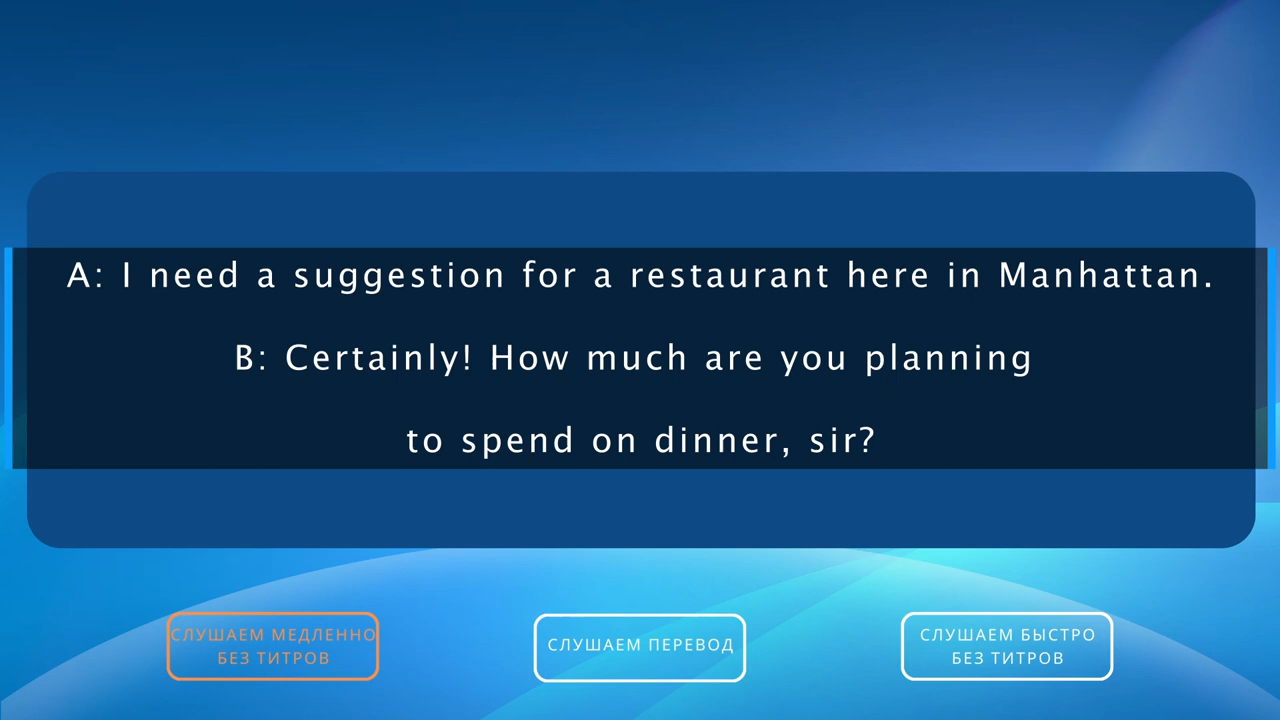 A: I need a suggestion for a restaurant here in Manhattan.
B: Certainly! How much are you planning
to spend on dinner, sir?
СЛУШАЕМ МЕДЛЕННО
БЕЗ ТИТРОВ
СЛУШАЕМ ПЕРЕВОД
СЛУШАЕМ БЫСТРО
БЕЗ ТИТРОВ